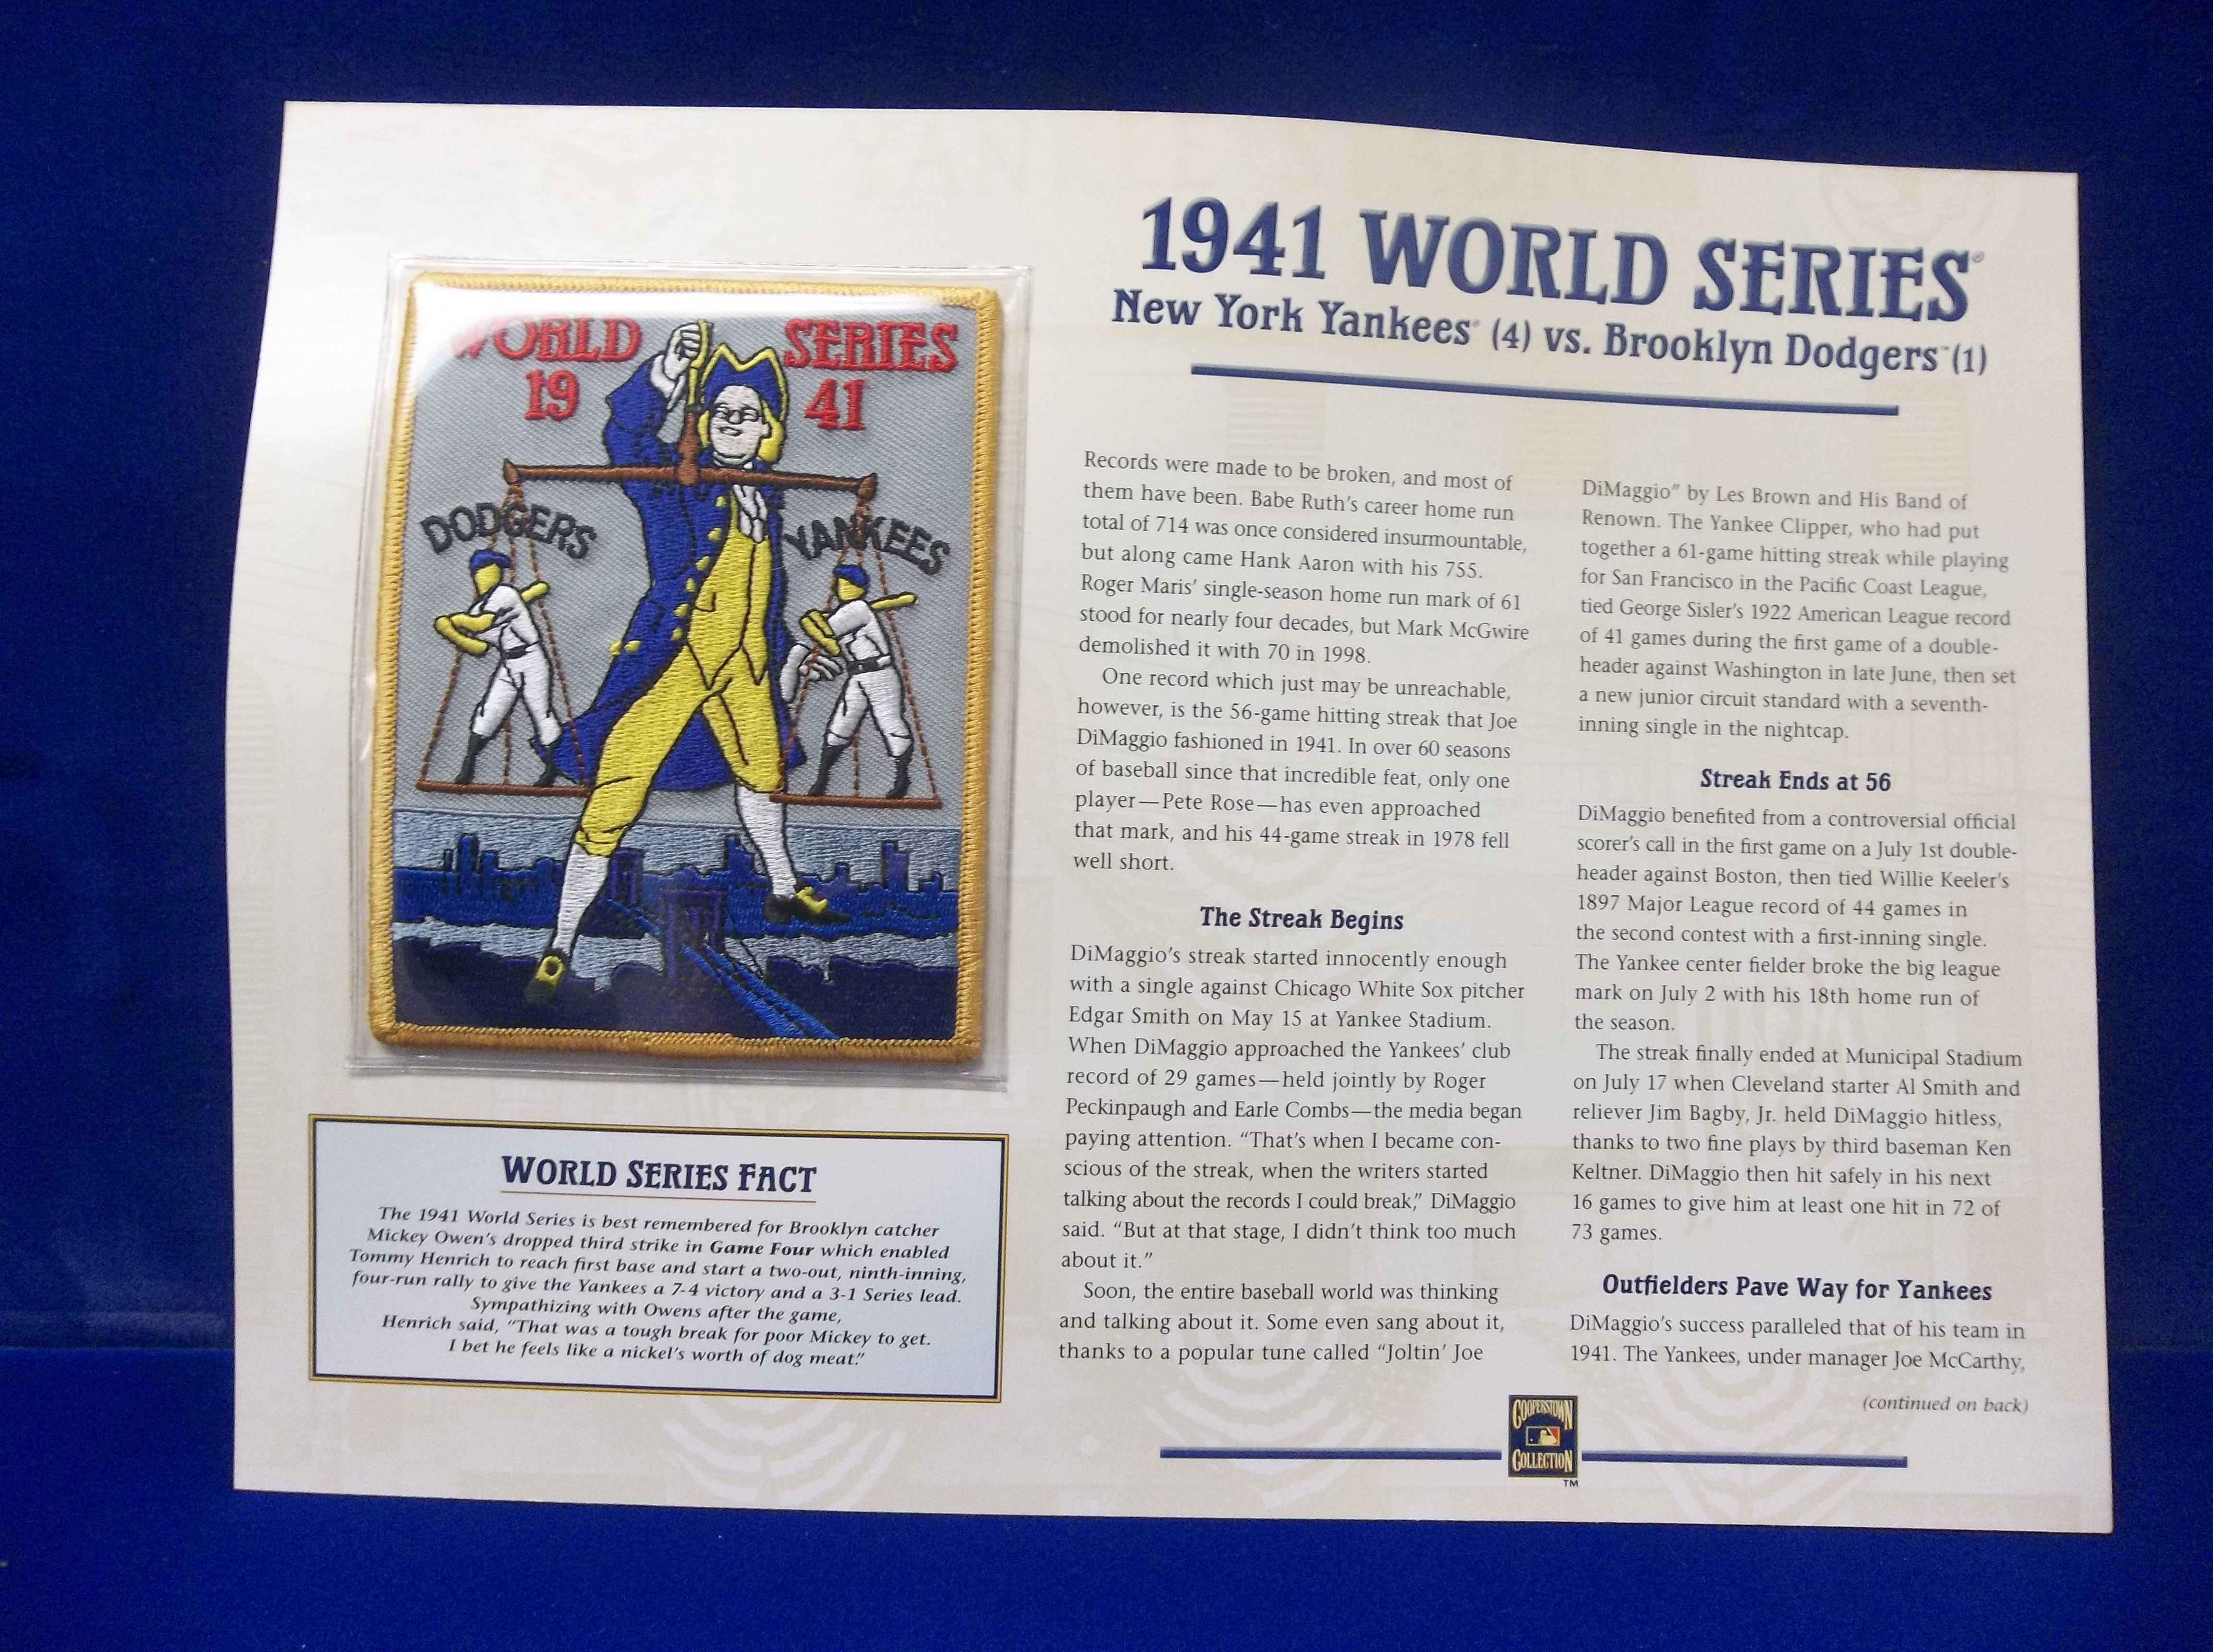 WORLD SERIES
19 41
DODGERS YANKEES
WORLD SERIES FACT
The 1941 World Series is best remembered for Brooklyn catcher
Mickey Owen's dropped third strike in Game Four which enabled
Tommy Henrich to reach first base and start a two-out, ninth-inning,
four-run rally to give the Yankees a 7-4 victory and a 3-1 Series lead.
Sympathizing with Owens after the game,
Henrich said, "That was a tough break for poor Mickey to get.
I bet he feels like a nickel's worth of dog meat."
1941 WORLD SERIES®
New York Yankees® (4) vs. Brooklyn Dodgers™ (1)
Records were made to be broken, and most of
them have been. Babe Ruth's career home run
total of 714 was once considered insurmountable,
but along came Hank Aaron with his 755.
Roger Maris' single-season home run mark of 61
stood for nearly four decades, but Mark McGwire
demolished it with 70 in 1998.
One record which just may be unreachable,
however, is the 56-game hitting streak that Joe
DiMaggio fashioned in 1941. In over 60 seasons
of baseball since that incredible feat, only one
player—Pete Rose—has even approached
that mark, and his 44-game streak in 1978 fell
well short.
The Streak Begins
DiMaggio's streak started innocently enough
with a single against Chicago White Sox pitcher
Edgar Smith on May 15 at Yankee Stadium.
When DiMaggio approached the Yankees' club
record of 29 games—held jointly by Roger
Peckinpaugh and Earle Combs—the media began
paying attention. "That's when I became con-
scious of the streak, when the writers started
talking about the records I could break," DiMaggio
said. "But at that stage, I didn't think too much
about it."
Soon, the entire baseball world was thinking
and talking about it. Some even sang about it,
thanks to a popular tune called "Joltin' Joe
DiMaggio" by Les Brown and His Band of
Renown. The Yankee Clipper, who had put
together a 61-game hitting streak while playing
for San Francisco in the Pacific Coast League,
tied George Sisler's 1922 American League record
of 41 games during the first game of a double-
header against Washington in late June, then set
a new junior circuit standard with a seventh-
inning single in the nightcap.
Streak Ends at 56
DiMaggio benefited from a controversial official
scorer's call in the first game on a July 1st double-
header against Boston, then tied Willie Keeler's
1897 Major League record of 44 games in
the second contest with a first-inning single.
The Yankee center fielder broke the big league
mark on July 2 with his 18th home run of
the season.
The streak finally ended at Municipal Stadium
on July 17 when Cleveland starter Al Smith and
reliever Jim Bagby, Jr. held DiMaggio hitless,
thanks to two fine plays by third baseman Ken
Keltner. DiMaggio then hit safely in his next
16 games to give him at least one hit in 72 of
73 games.
Outfielders Pave Way for Yankees
DiMaggio's success paralleled that of his team in
1941. The Yankees, under manager Joe McCarthy,
(continued on back)
COOPERSTOWN
COLLECTION
TM